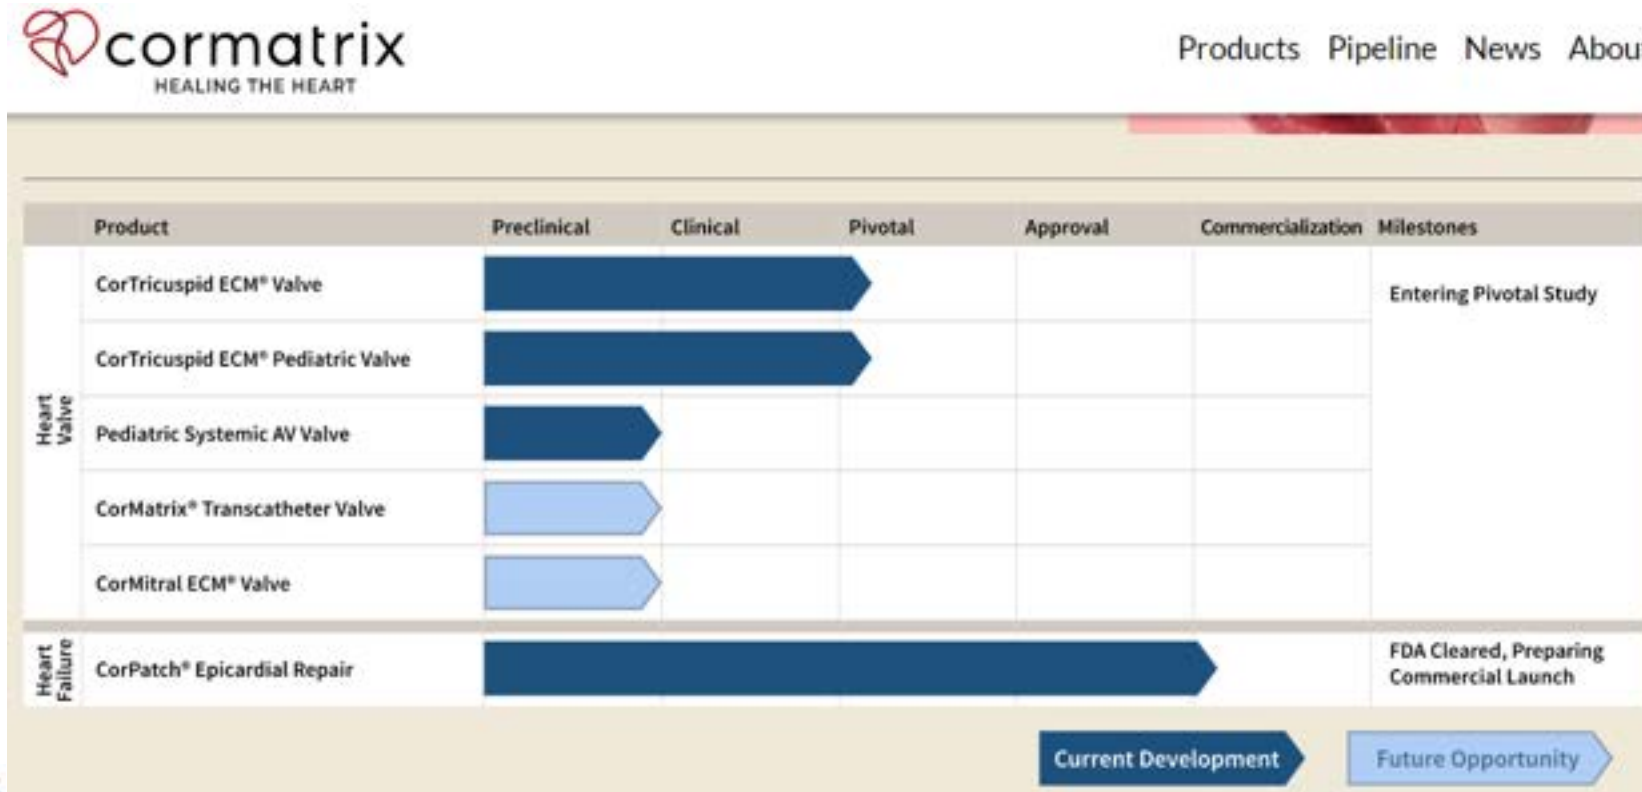 cormatrix
HEALING THE HEART
Products Pipeline News Abou
Product Preclinical Clinical Pivotal Approval Commercialization Milestones
Heart
Valve
CorTricuspid ECM® Valve
Entering Pivotal Study
CorTricuspid ECM® Pediatric Valve
Pediatric Systemic AV Valve
CorMatrix® Transcatheter Valve
CorMitral ECM® Valve
Heart
Failure
CorPatch® Epicardial Repair
FDA Cleared, Preparing
Commercial Launch
Current Development
Future Opportunity